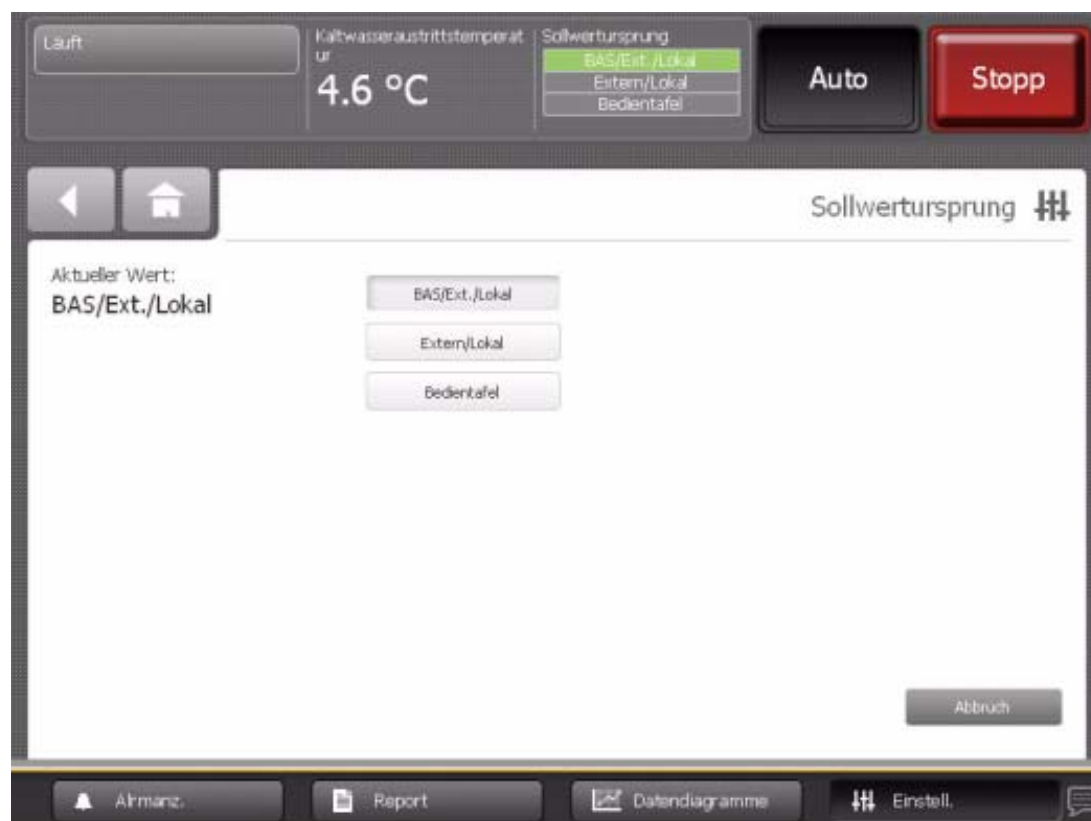 Läuft
Kaltwasseraustrittstemperat
ur
4.6 °C
Sollwertursprung
BAS/Ext./Lokal
Extern/Lokal
Bedientafel
Auto
Stopp
Sollwertursprung
Aktueller Wert:
BAS/Ext./Lokal
BAS/Ext./Lokal
Extern/Lokal
Bedientafel
Abbruch
Alrmanz.
Report
Datendiagramme
Einstell.